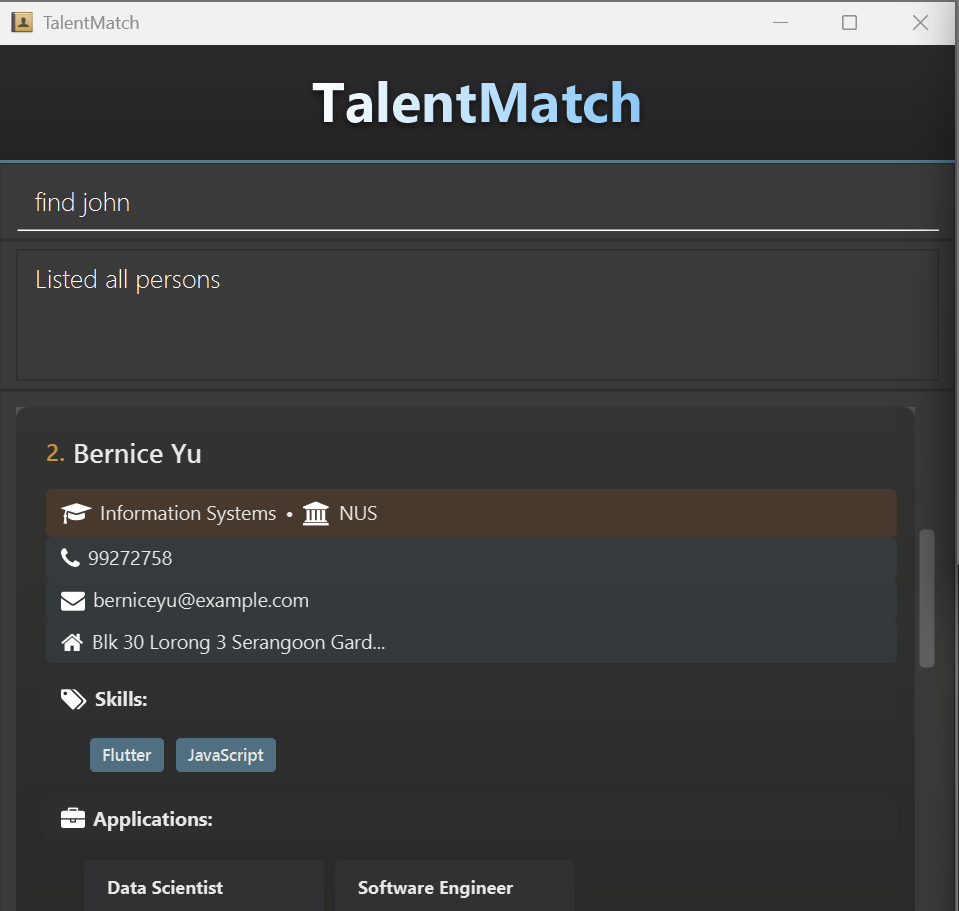 TalentMatch
TalentMatch
find john
Listed all persons
2. Bernice Yu
Information Systems • NUS
99272758
berniceyu@example.com
Blk 30 Lorong 3 Serangoon Gard...
Skills:
Flutter JavaScript
Applications:
Data Scientist Software Engineer